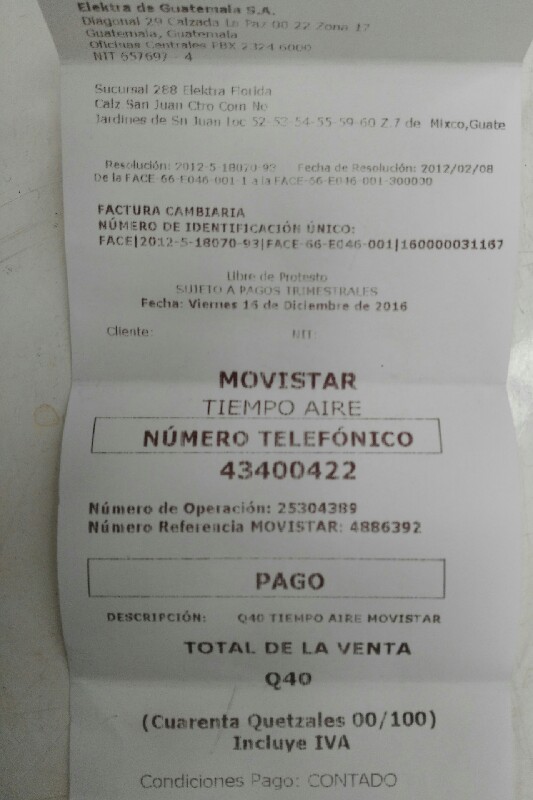 Elektra de Guatemala S.A.
Diagonal 29 Calzada La Paz 00 22 Zona 17
Guatemala, Guatemala
Oficinas Centrales PBX 2324 6000
NIT 657697 - 4
Sucursal 288 Elektra Florida
Calz San Juan Ctro Com No
Jardines de Sn Juan Loc 52-53-54-55-59-60 Z.7 de Mixco,Guate
Resolución: 2012-5-18070-93 Fecha de Resolución: 2012/02/08
De la FACE-66-E046-001-1 a la FACE-66-E046-001-300000
FACTURA CAMBIARIA
NÚMERO DE IDENTIFICACIÓN ÚNICO:
FACE|2012-5-18070-93|FACE-66-E046-001|160000031167
Libre de Protesto
SUJETO A PAGOS TRIMESTRALES
Fecha: Viernes 16 de Diciembre de 2016
Cliente: NIT:
MOVISTAR
TIEMPO AIRE
NÚMERO TELEFÓNICO
43400422
Número de Operación: 25304389
Número Referencia MOVISTAR: 4886392
PAGO
DESCRIPCIÓN: Q40 TIEMPO AIRE MOVISTAR
TOTAL DE LA VENTA
Q40
(Cuarenta Quetzales 00/100)
Incluye IVA
Condiciones Pago: CONTADO